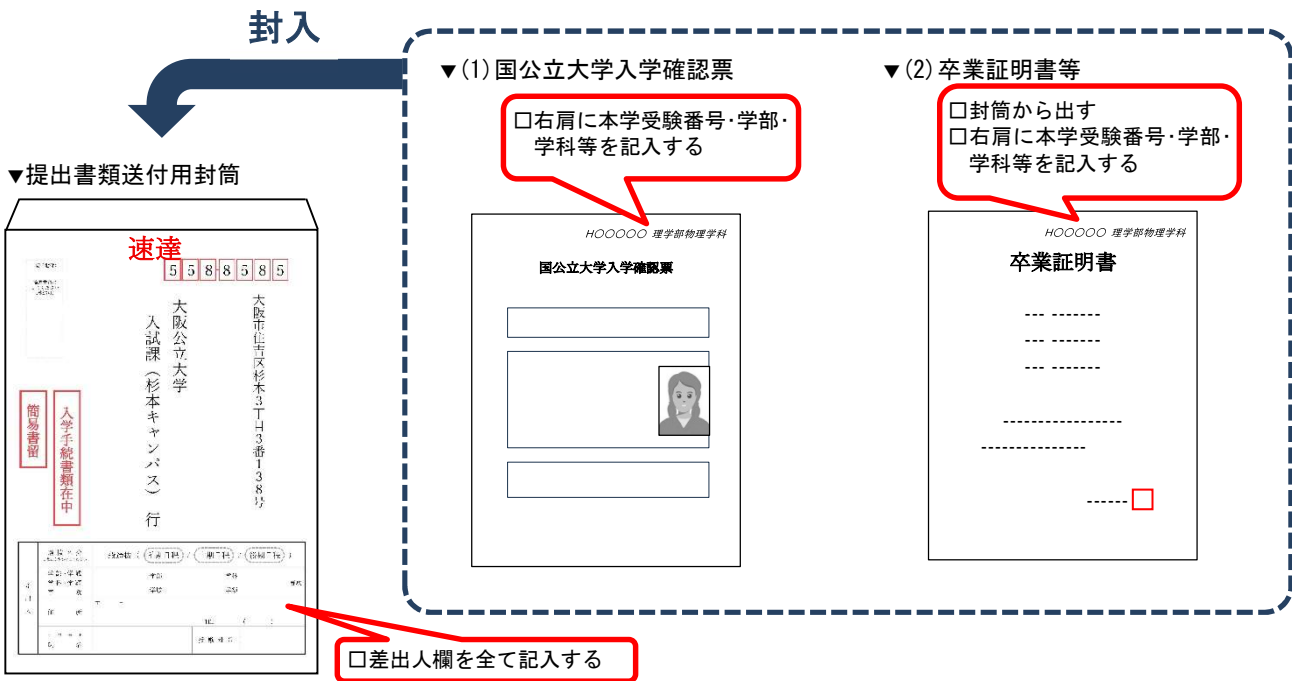 封入
▼(1)国公立大学入学確認票
□右肩に本学受験番号･学部･
学科等を記入する
HOOOOO 理学部物理学科
国公立大学入学確認票
▼(2)卒業証明書等
□封筒から出す
□右肩に本学受験番号･学部･
学科等を記入する
HOOOOO 理学部物理学科
卒業証明書
▼提出書類送付用封筒
速達
5588585
大阪市住吉区杉本3丁目3番138号
大阪公立大学
入試課（杉本キャンパス） 行
入学手続書類在中
簡易書留
□差出人欄を全て記入する